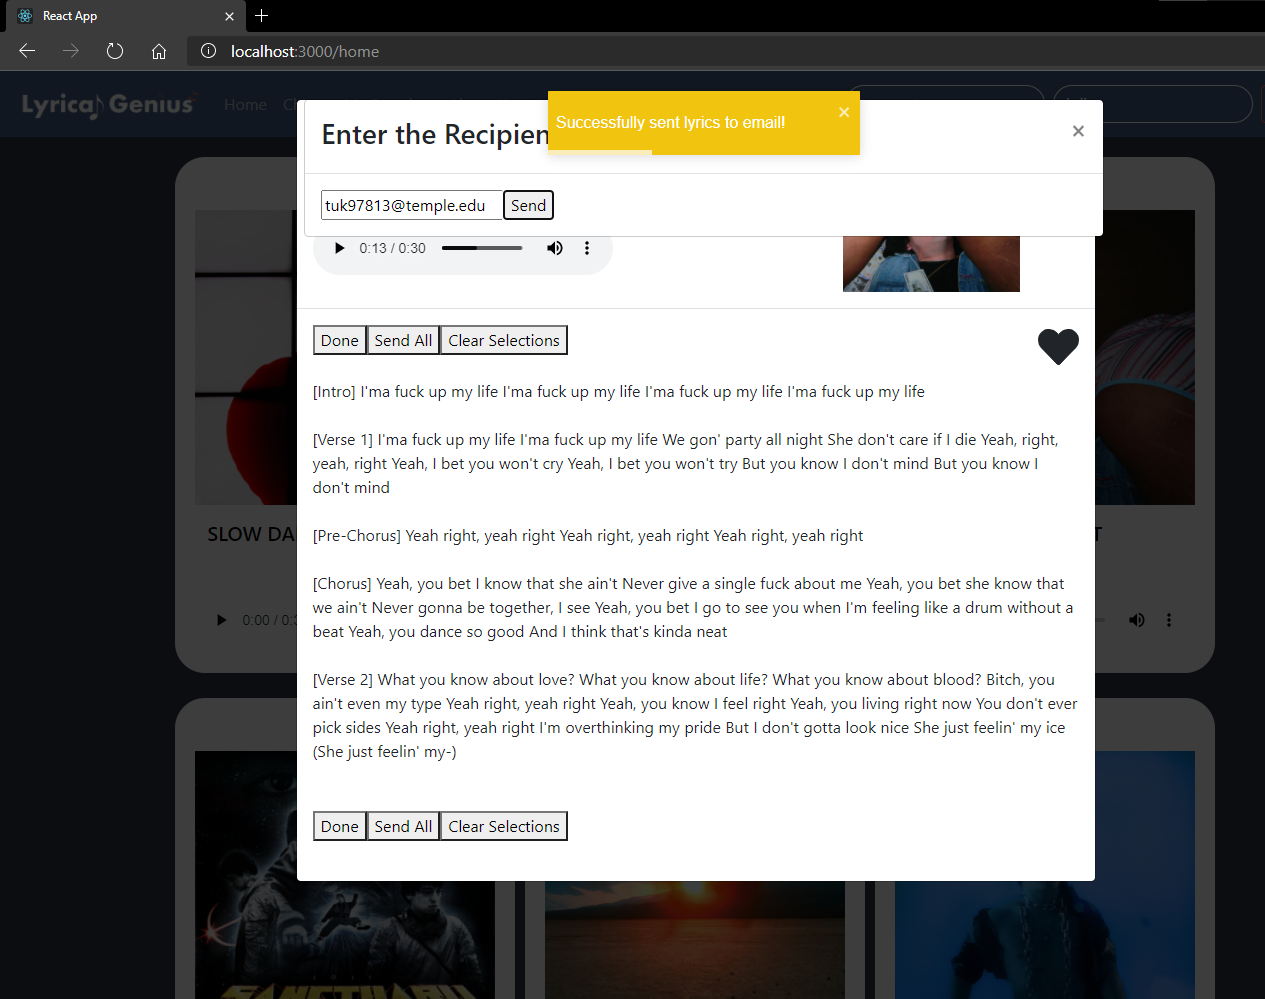 React App
localhost:3000/home
Lyrical Genius
Home
Successfully sent lyrics to email!
Enter the Recipien
tuk97813@temple.edu
Send
0:13 / 0:30
Done
Send All
Clear Selections
[Intro] I'ma fuck up my life I'ma fuck up my life I'ma fuck up my life I'ma fuck up my life
[Verse 1] I'ma fuck up my life I'ma fuck up my life We gon' party all night She don't care if I die Yeah, right,
yeah, right Yeah, I bet you won't cry Yeah, I bet you won't try But you know I don't mind But you know I
don't mind
[Pre-Chorus] Yeah right, yeah right Yeah right, yeah right Yeah right, yeah right
[Chorus] Yeah, you bet I know that she ain't Never give a single fuck about me Yeah, you bet she know that
we ain't Never gonna be together, I see Yeah, you bet I go to see you when I'm feeling like a drum without a
beat Yeah, you dance so good And I think that's kinda neat
[Verse 2] What you know about love? What you know about life? What you know about blood? Bitch, you
ain't even my type Yeah right, yeah right Yeah, you know I feel right Yeah, you living right now You don't ever
pick sides Yeah right, yeah right I'm overthinking my pride But I don't gotta look nice She just feelin' my ice
(She just feelin' my-)
Done
Send All
Clear Selections
SLOW DA
T
0:00 / 0:3
SANCTUARY